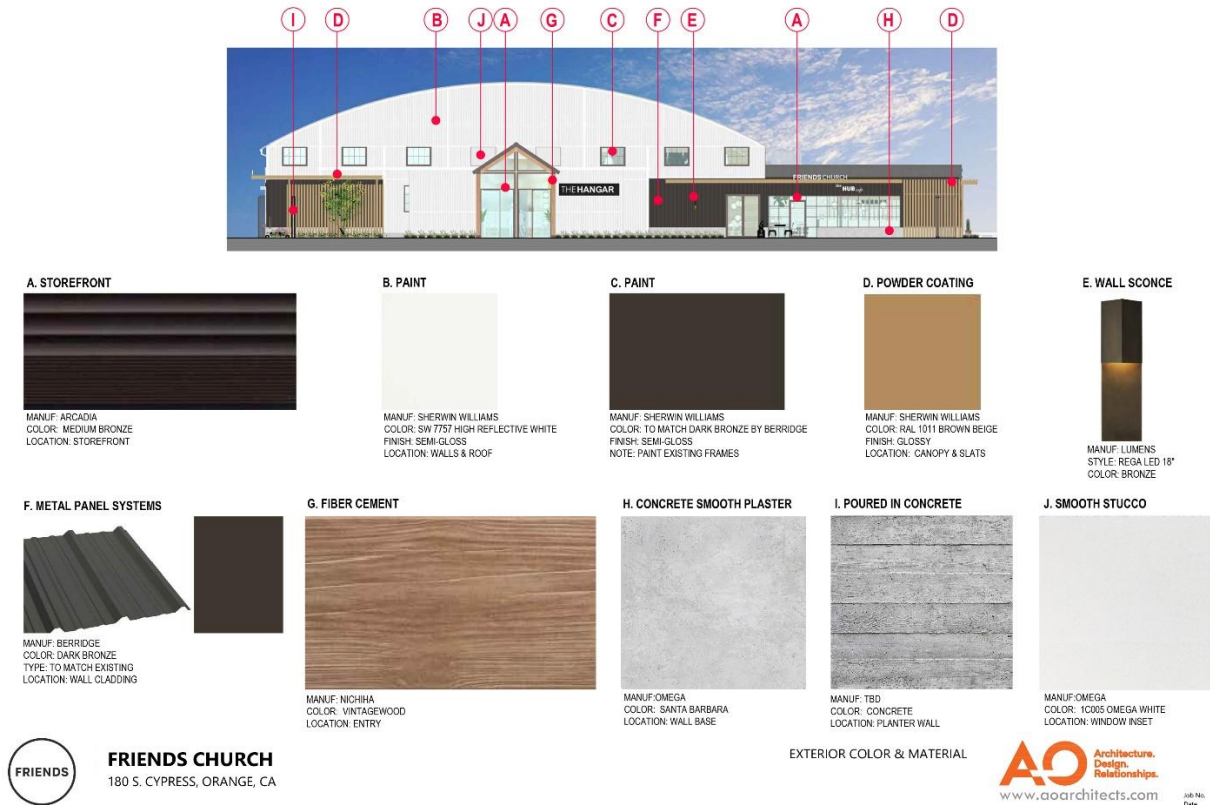 I D B J A G C F E A H D
THE HANGAR
FRIENDS CHURCH
the HUB cafe
A. STOREFRONT
MANUF: ARCADIA
COLOR: MEDIUM BRONZE
LOCATION: STOREFRONT
B. PAINT
MANUF: SHERWIN WILLIAMS
COLOR: SW 7757 HIGH REFLECTIVE WHITE
FINISH: SEMI-GLOSS
LOCATION: WALLS & ROOF
C. PAINT
MANUF: SHERWIN WILLIAMS
COLOR: TO MATCH DARK BRONZE BY BERRIDGE
FINISH: SEMI-GLOSS
NOTE: PAINT EXISTING FRAMES
D. POWDER COATING
MANUF: SHERWIN WILLIAMS
COLOR: RAL 1011 BROWN BEIGE
FINISH: GLOSSY
LOCATION: CANOPY & SLATS
E. WALL SCONCE
MANUF: LUMENS
STYLE: REGA LED 18"
COLOR: BRONZE
F. METAL PANEL SYSTEMS
MANUF: BERRIDGE
COLOR: DARK BRONZE
TYPE: TO MATCH EXISTING
LOCATION: WALL CLADDING
G. FIBER CEMENT
MANUF: NICHIHA
COLOR: VINTAGEWOOD
LOCATION: ENTRY
H. CONCRETE SMOOTH PLASTER
MANUF:OMEGA
COLOR: SANTA BARBARA
LOCATION: WALL BASE
I. POURED IN CONCRETE
MANUF: TBD
COLOR: CONCRETE
LOCATION: PLANTER WALL
J. SMOOTH STUCCO
MANUF:OMEGA
COLOR: 1C005 OMEGA WHITE
LOCATION: WINDOW INSET
FRIENDS
FRIENDS CHURCH
180 S. CYPRESS, ORANGE, CA
EXTERIOR COLOR & MATERIAL
AO
Architecture.
Design.
Relationships.
www.aoarchitects.com
Job No.
Date